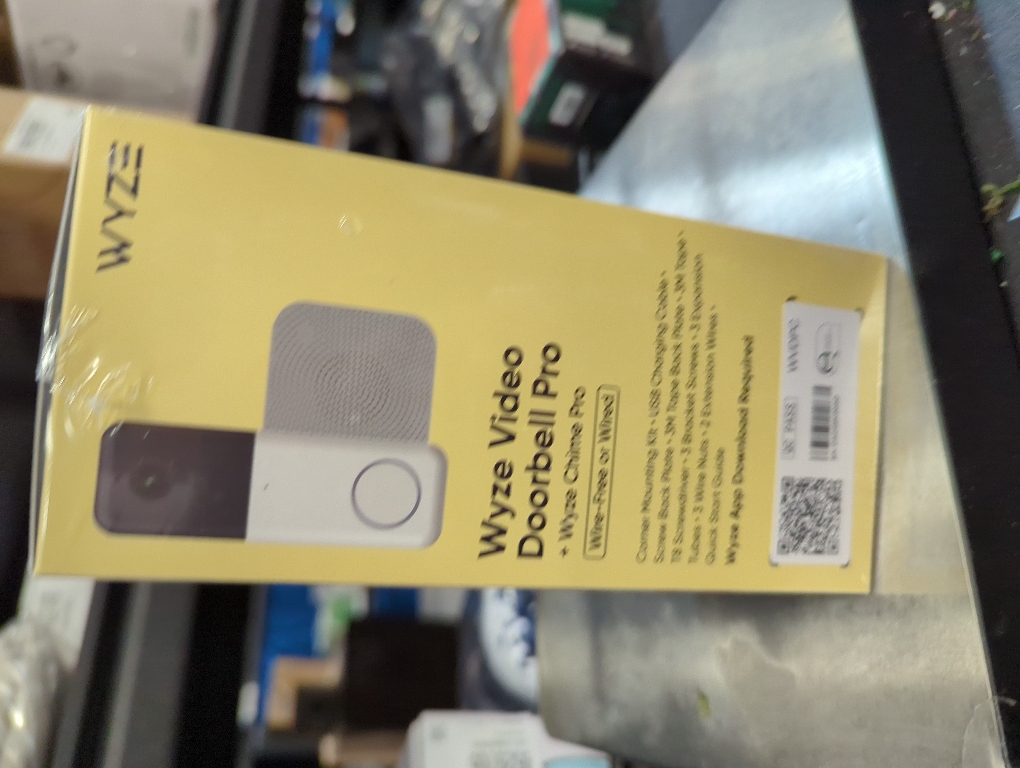 WYZE
Wyze Video
Doorbell Pro
+ Wyze Chime Pro
Wire-Free or Wired
Corner Mounting Kit • USB Charging Cable •
Screw Back Plate • 3M Tape Back Plate • 3M Tape •
T8 Screwdriver • 3 Bracket Screws • 3 Expansion
Tubes • 3 Wire Nuts • 2 Extension Wires •
Quick Start Guide
Wyze App Download Required
QC PASS